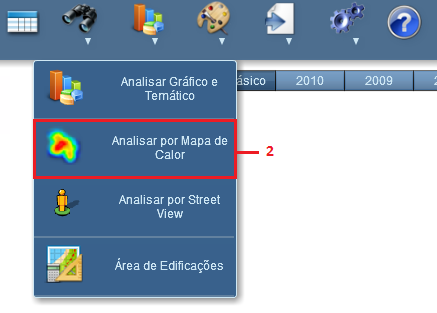 ásico 2010 2009 2
Analisar Gráfico e
Temático
Analisar por Mapa de
Calor
2
Analisar por Street
View
Área de Edificações